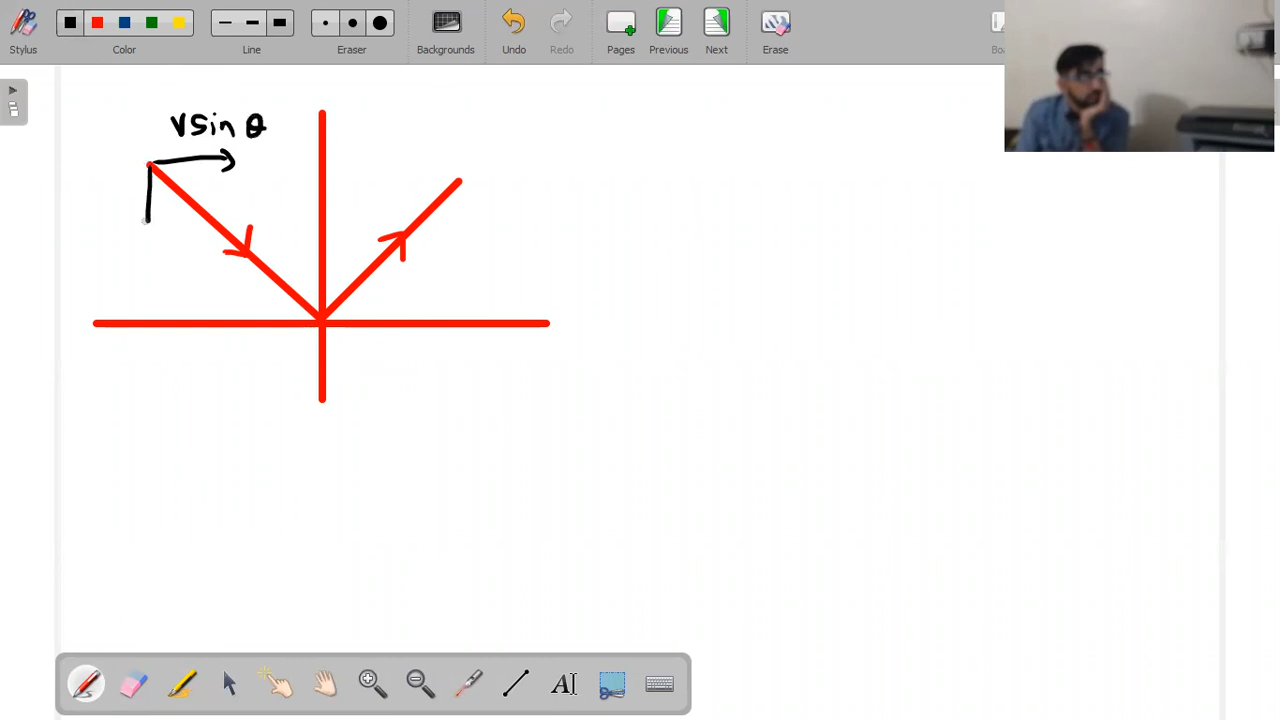 Stylus
Color
Line
Eraser
Backgrounds
Undo
Redo
Pages
Previous
Next
Erase
vsin θ